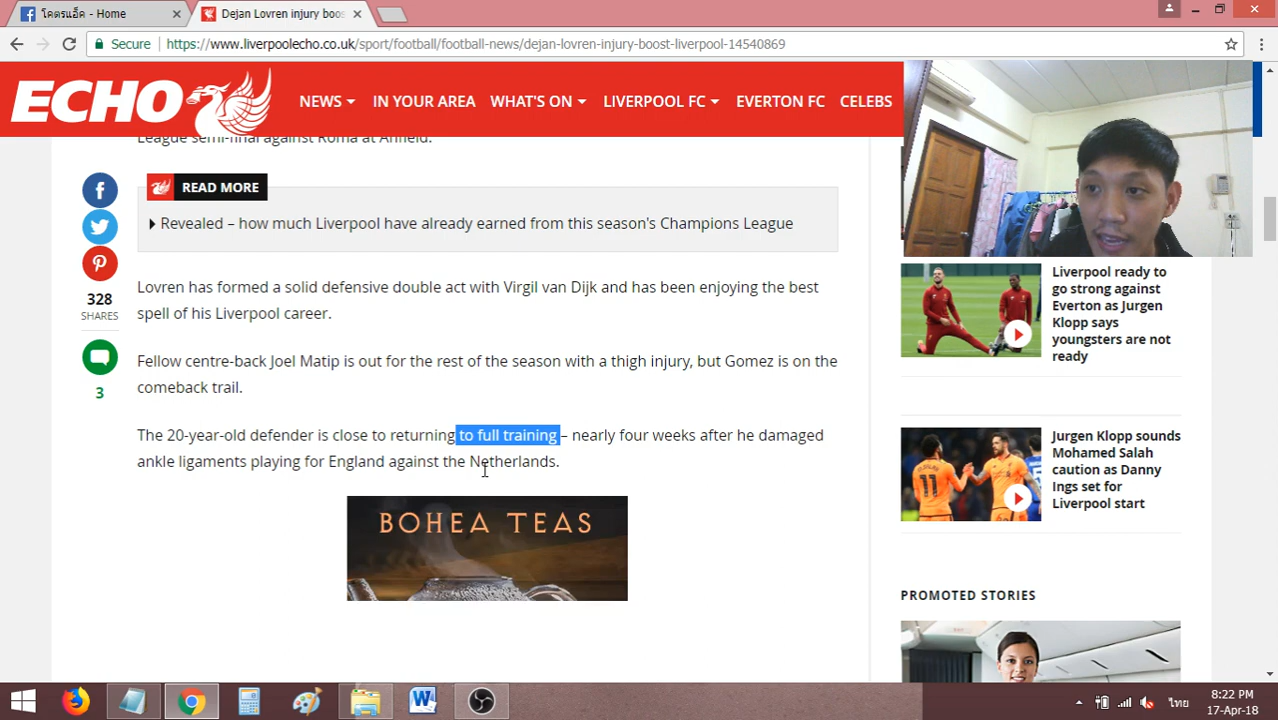 โคตรแอ็ค - Home
Dejan Lovren injury boos
Secure
https://www.liverpoolecho.co.uk/sport/football/football-news/dejan-lovren-injury-boost-liverpool-14540869
ECHO
NEWS
IN YOUR AREA
WHAT'S ON
LIVERPOOL FC
EVERTON FC
CELEBS
League semi-final against Roma at Anfield.
READ MORE
Revealed – how much Liverpool have already earned from this season's Champions League
328
SHARES
3
Lovren has formed a solid defensive double act with Virgil van Dijk and has been enjoying the best
spell of his Liverpool career.
Fellow centre-back Joel Matip is out for the rest of the season with a thigh injury, but Gomez is on the
comeback trail.
The 20-year-old defender is close to returning to full training – nearly four weeks after he damaged
ankle ligaments playing for England against the Netherlands.
BOHEA TEAS
Liverpool ready to
go strong against
Everton as Jurgen
Klopp says
youngsters are not
ready
Jurgen Klopp sounds
Mohamed Salah
caution as Danny
Ings set for
Liverpool start
11
PROMOTED STORIES
ไทย
8:22 PM
17-Apr-18